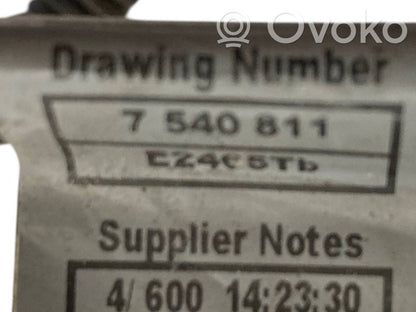 Ovoko
Drawing Number
7 540 811
Supplier Notes
4/ 600 14:23:30